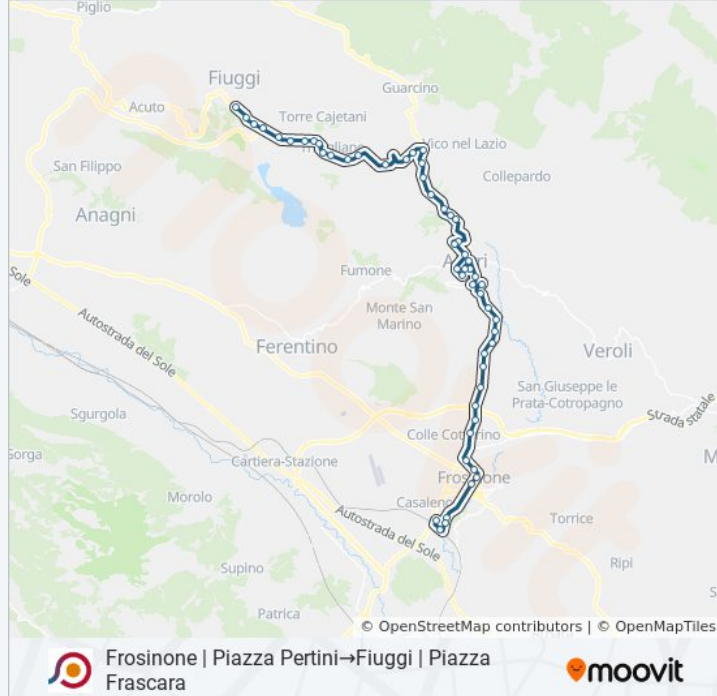 Piglio
Fiuggi
Guarcino
Acuto
Torre Cajetani
Vico nel Lazio
San Filippo
Collepardo
Anagni
Sole
Fumone
Monte San
Marino
Autostrada del Sole
Ferentino
Veroli
San Giuseppe le
Prata-Cotropagno
Sgurgola
Strada statale
Colle Cottorino
Gorga
Cartiera-Stazione
M
Frosinone
Morolo
Casaleno
Autostrada del Sole
Torrice
Supino
Ripi
Patrica
© OpenStreetMap contributors | © OpenMapTiles
Frosinone | Piazza Pertini→Fiuggi | Piazza
Frascara
moovit